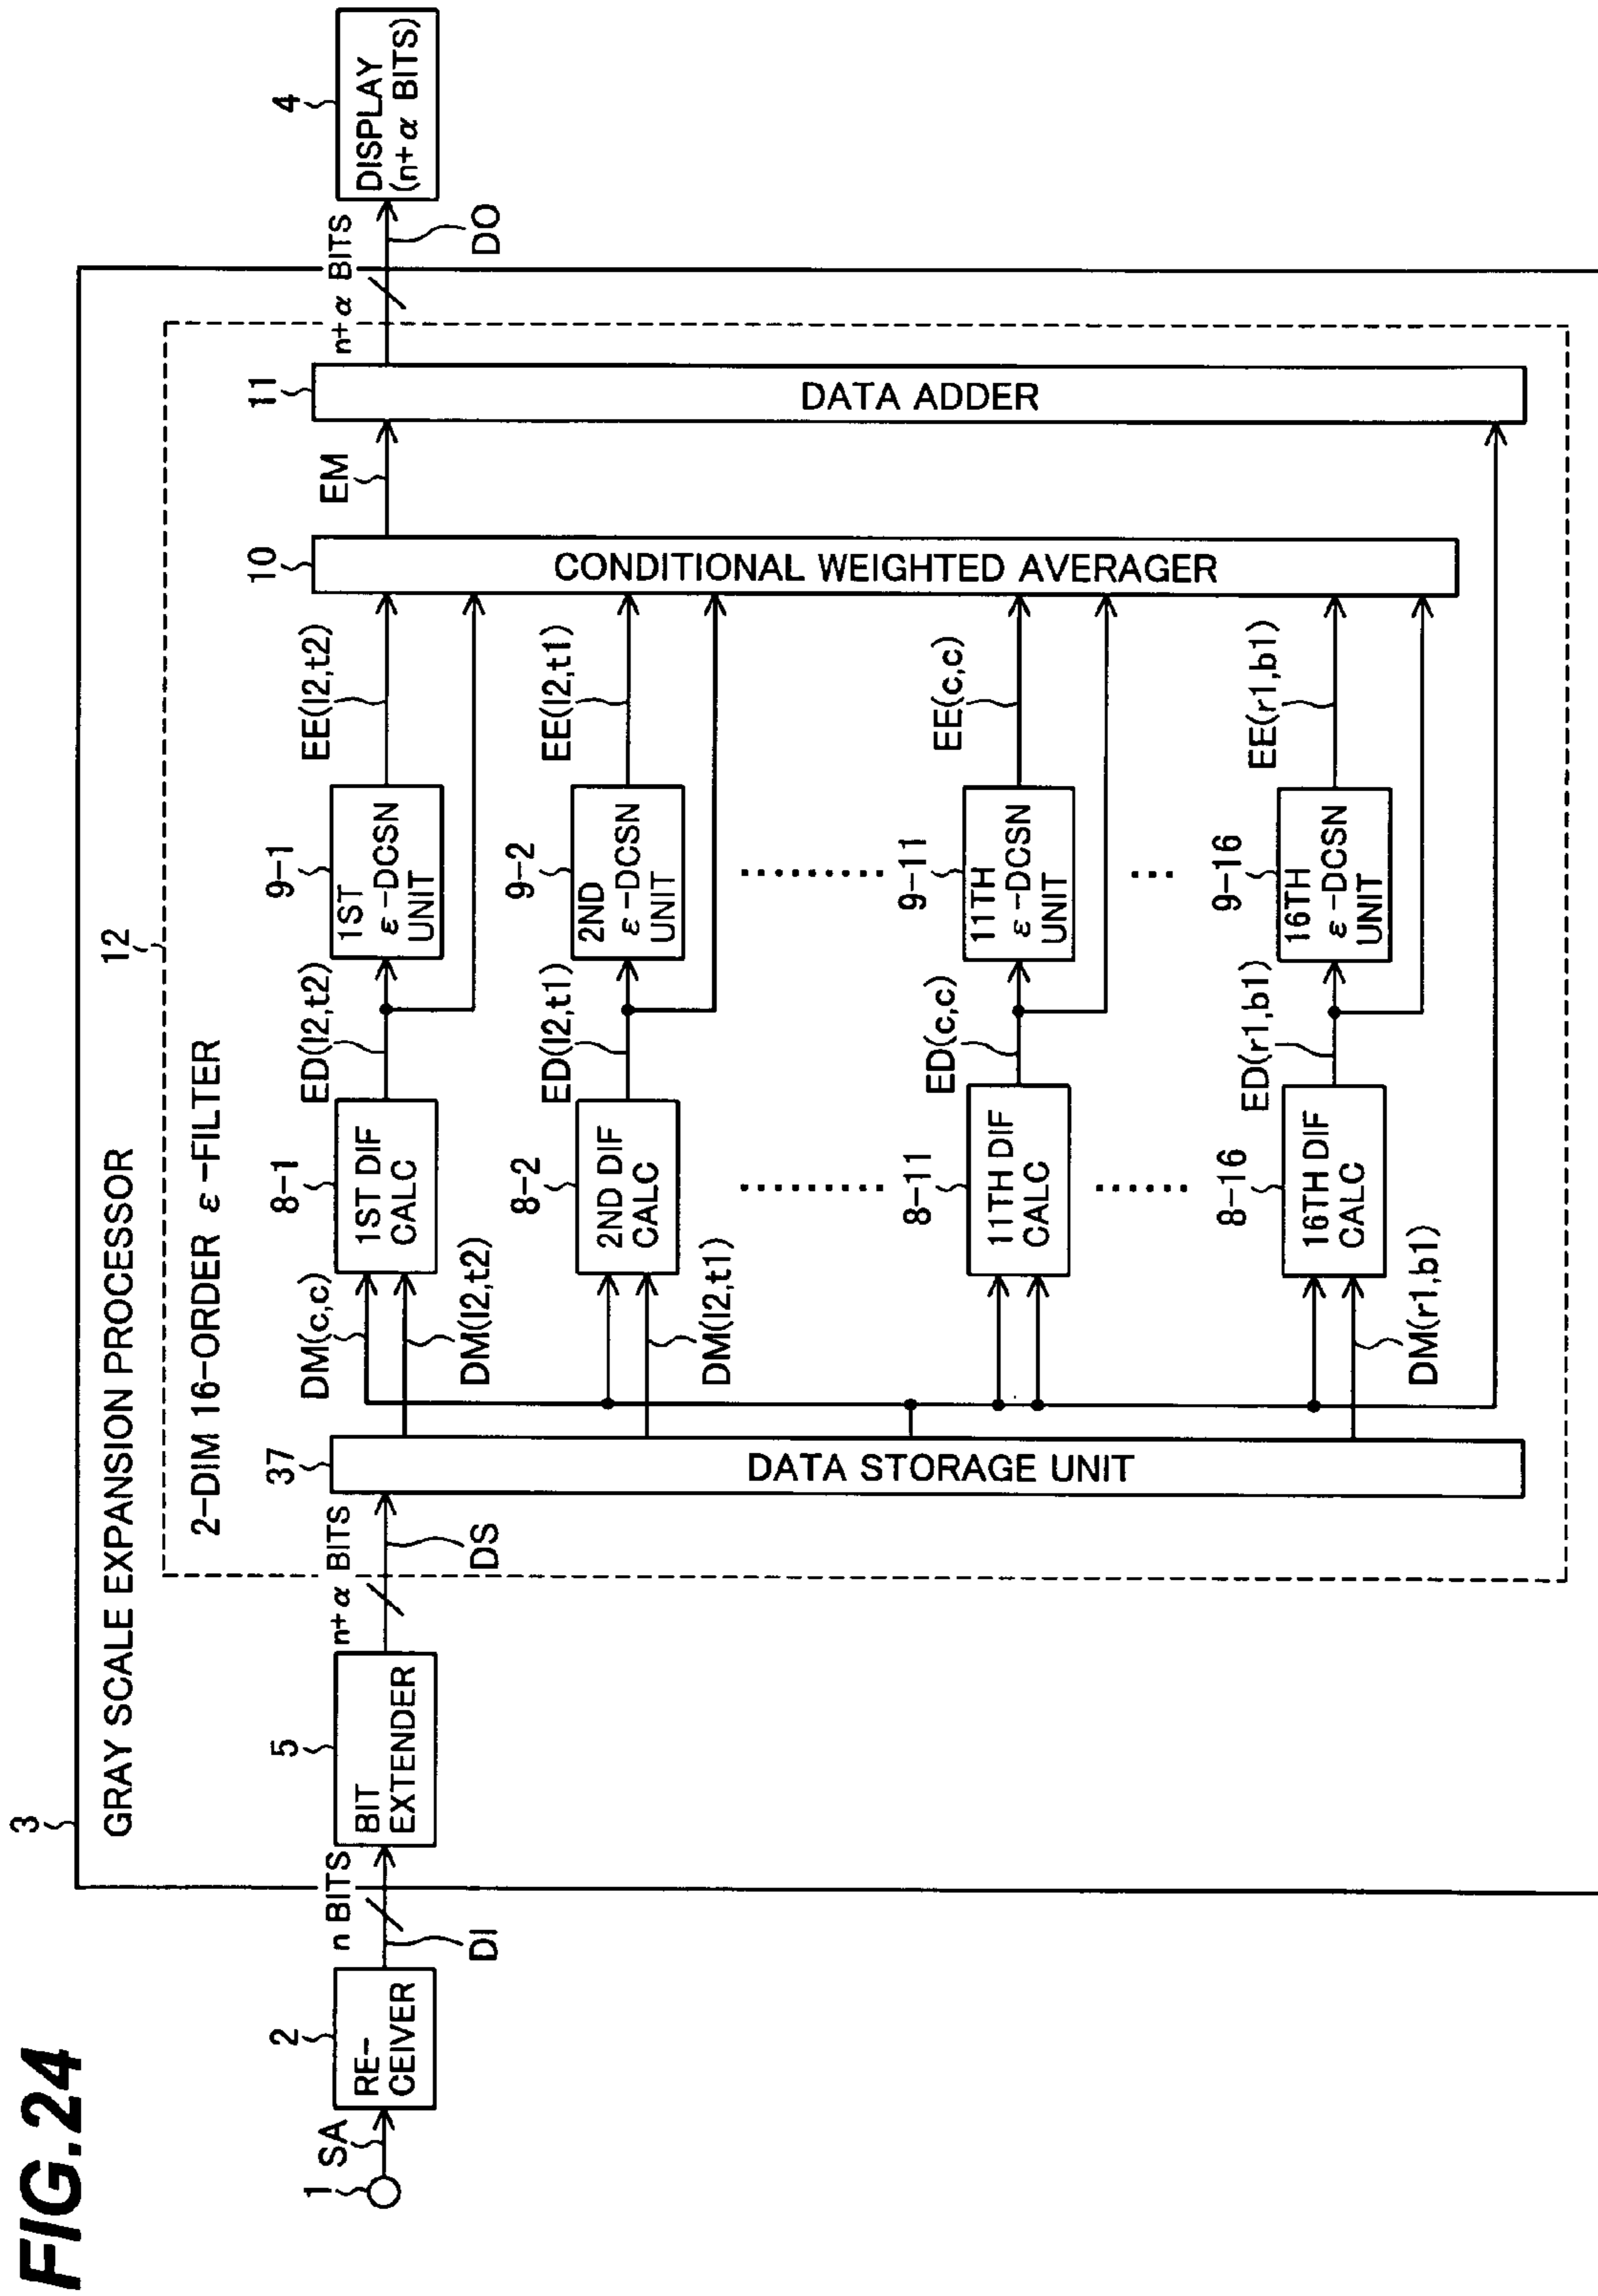 FIG.24
3
GRAY SCALE EXPANSION PROCESSOR
12
2-DIM 16-ORDER ε-FILTER
1
SA
2
RE-
CEIVER
n BITS
DI
5
BIT
EXTENDER
n+α BITS
DS
37
DATA STORAGE UNIT
DM(c,c)
DM(l2,t2)
8-1
1ST DIF
CALC
ED(l2,t2)
9-1
1ST
ε-DCSN
UNIT
EE(l2,t2)
DM(l2,t1)
8-2
2ND DIF
CALC
ED(l2,t1)
9-2
2ND
ε-DCSN
UNIT
EE(l2,t1)
8-11
11TH DIF
CALC
ED(c,c)
9-11
11TH
ε-DCSN
UNIT
EE(c,c)
DM(r1,b1)
8-16
16TH DIF
CALC
ED(r1,b1)
9-16
16TH
ε-DCSN
UNIT
EE(r1,b1)
10
CONDITIONAL WEIGHTED AVERAGER
EM
11
DATA ADDER
n+α BITS
DO
4
DISPLAY
(n+α BITS)